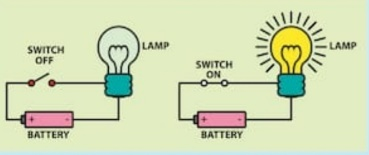 SWITCH
OFF
LAMP
+ -
BATTERY
SWITCH
ON
LAMP
+ -
BATTERY